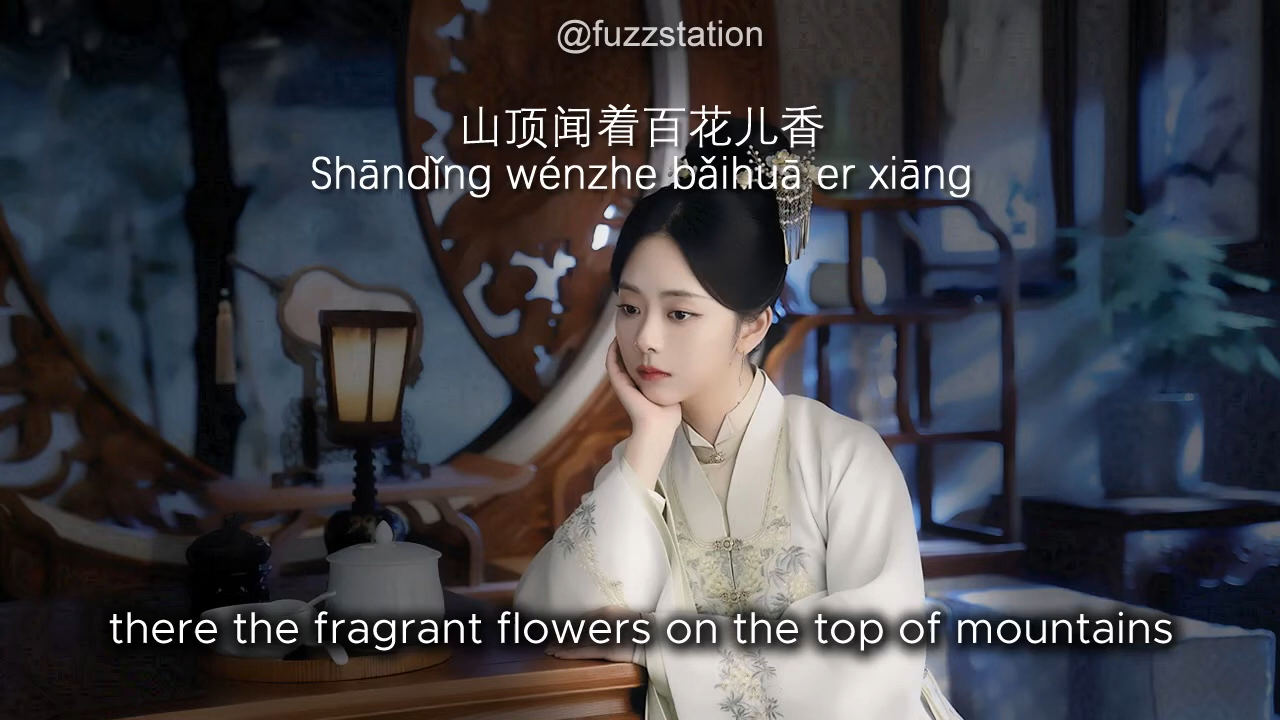 @fuzzstation
山顶闻着百花儿香
Shāndǐng wénzhe bǎihuā er xiāng
there the fragrant flowers on the top of mountains